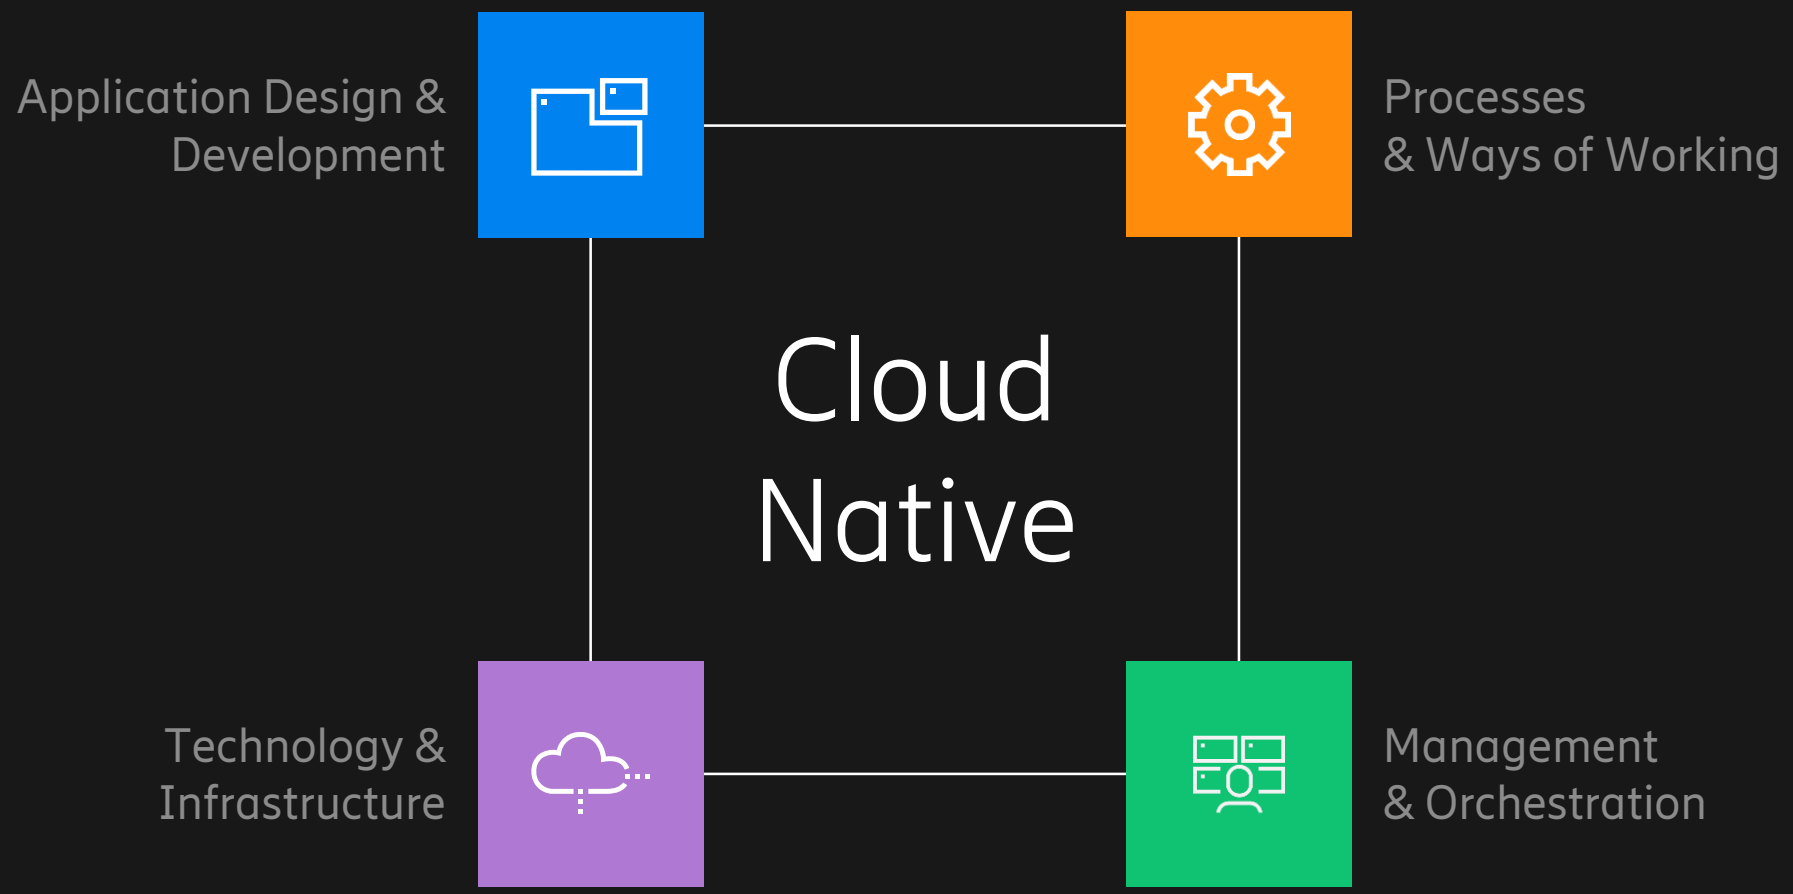 Application Design &
Development
Processes
& Ways of Working
Cloud
Native
Technology &
Infrastructure
Management
& Orchestration